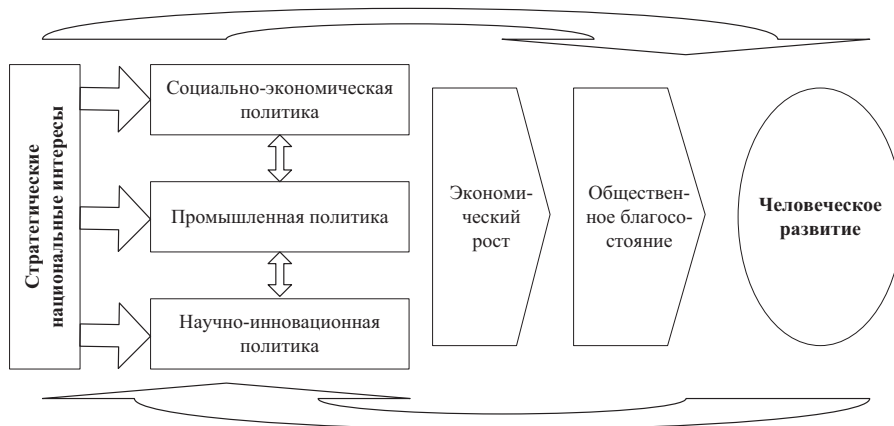 Стратегические
национальные интересы
Социально-экономическая
политика
Промышленная политика
Научно-инновационная
политика
Экономи-
ческий
рост
Обществен-
ное благосо-
стояние
Человеческое
развитие